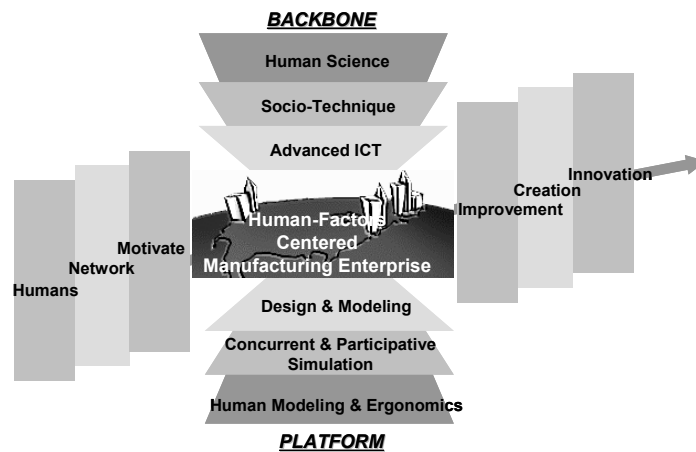 BACKBONE
Human Science
Socio-Technique
Advanced ICT
Humans
Network
Motivate
Human-Factors
Centered
Manufacturing Enterprise
Improvement
Creation
Innovation
Design & Modeling
Concurrent & Participative
Simulation
Human Modeling & Ergonomics
PLATFORM